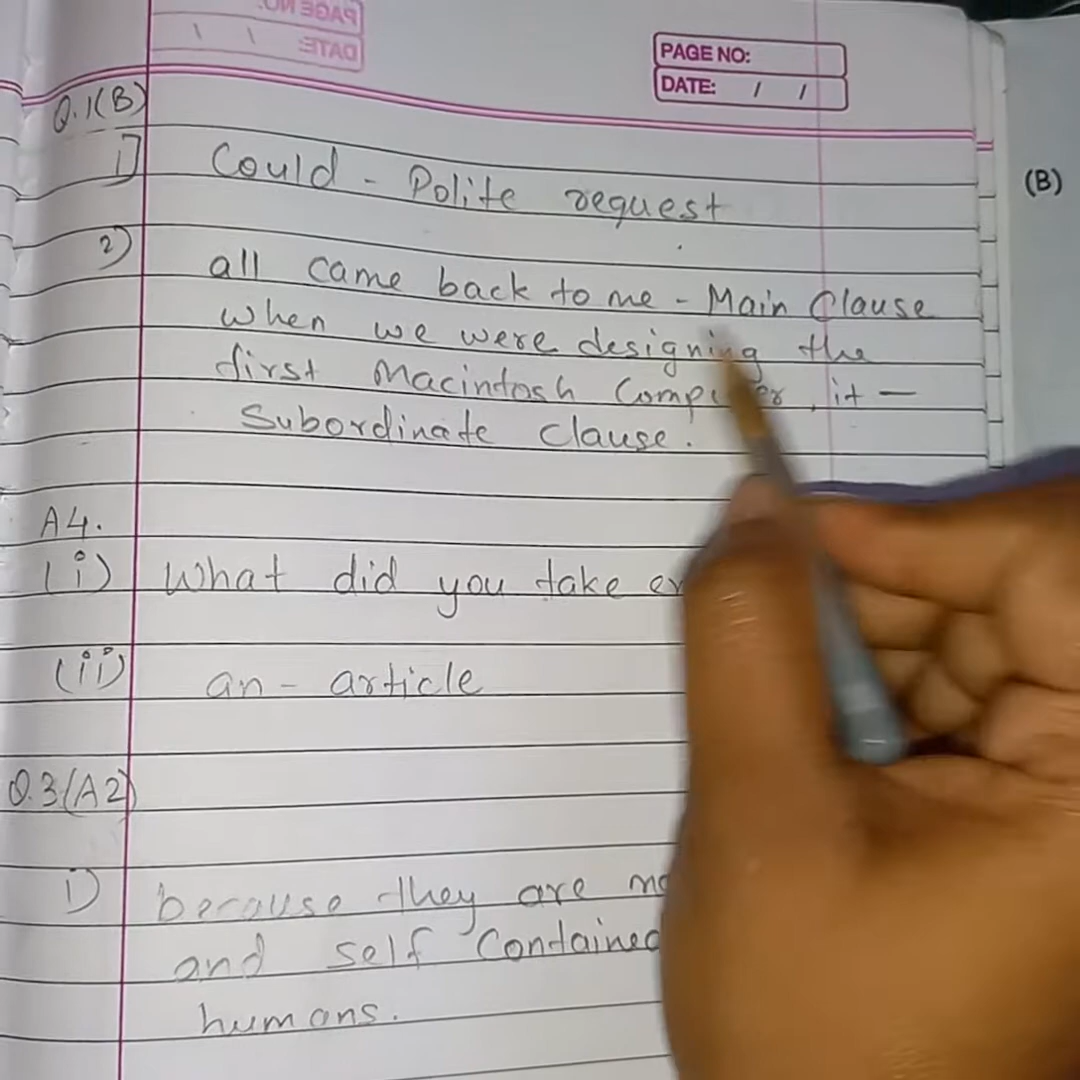 PAGE NO:
DATE: / /
(B)
Q.1(B)
1) Could - Polite request
2) all came back to me - Main Clause
when we were designing the
first Macintosh Computer, it -
Subordinate Clause.
A4.
(i) What did you take
(ii) an - article
Q.3(A2)
1) because they are
and self Contained
humans.